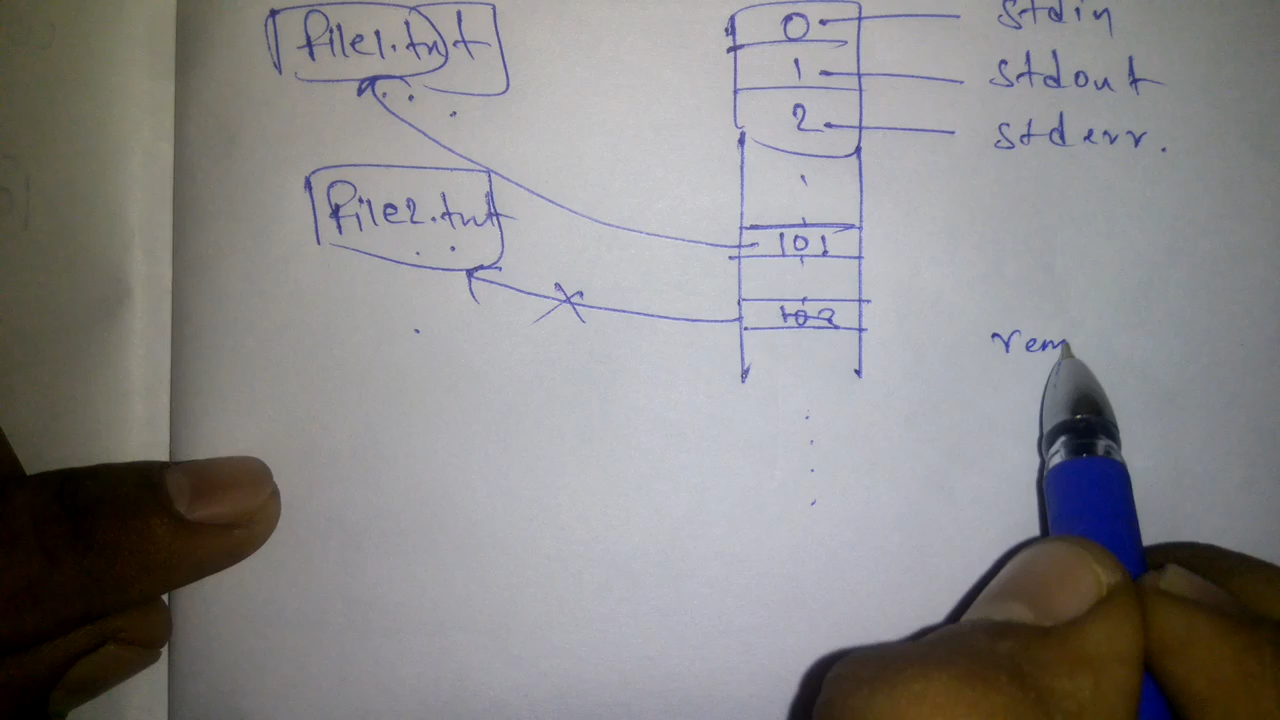 file1.txt
0 stdin
1 stdout
2 stderr.
file2.txt
101
102
rem